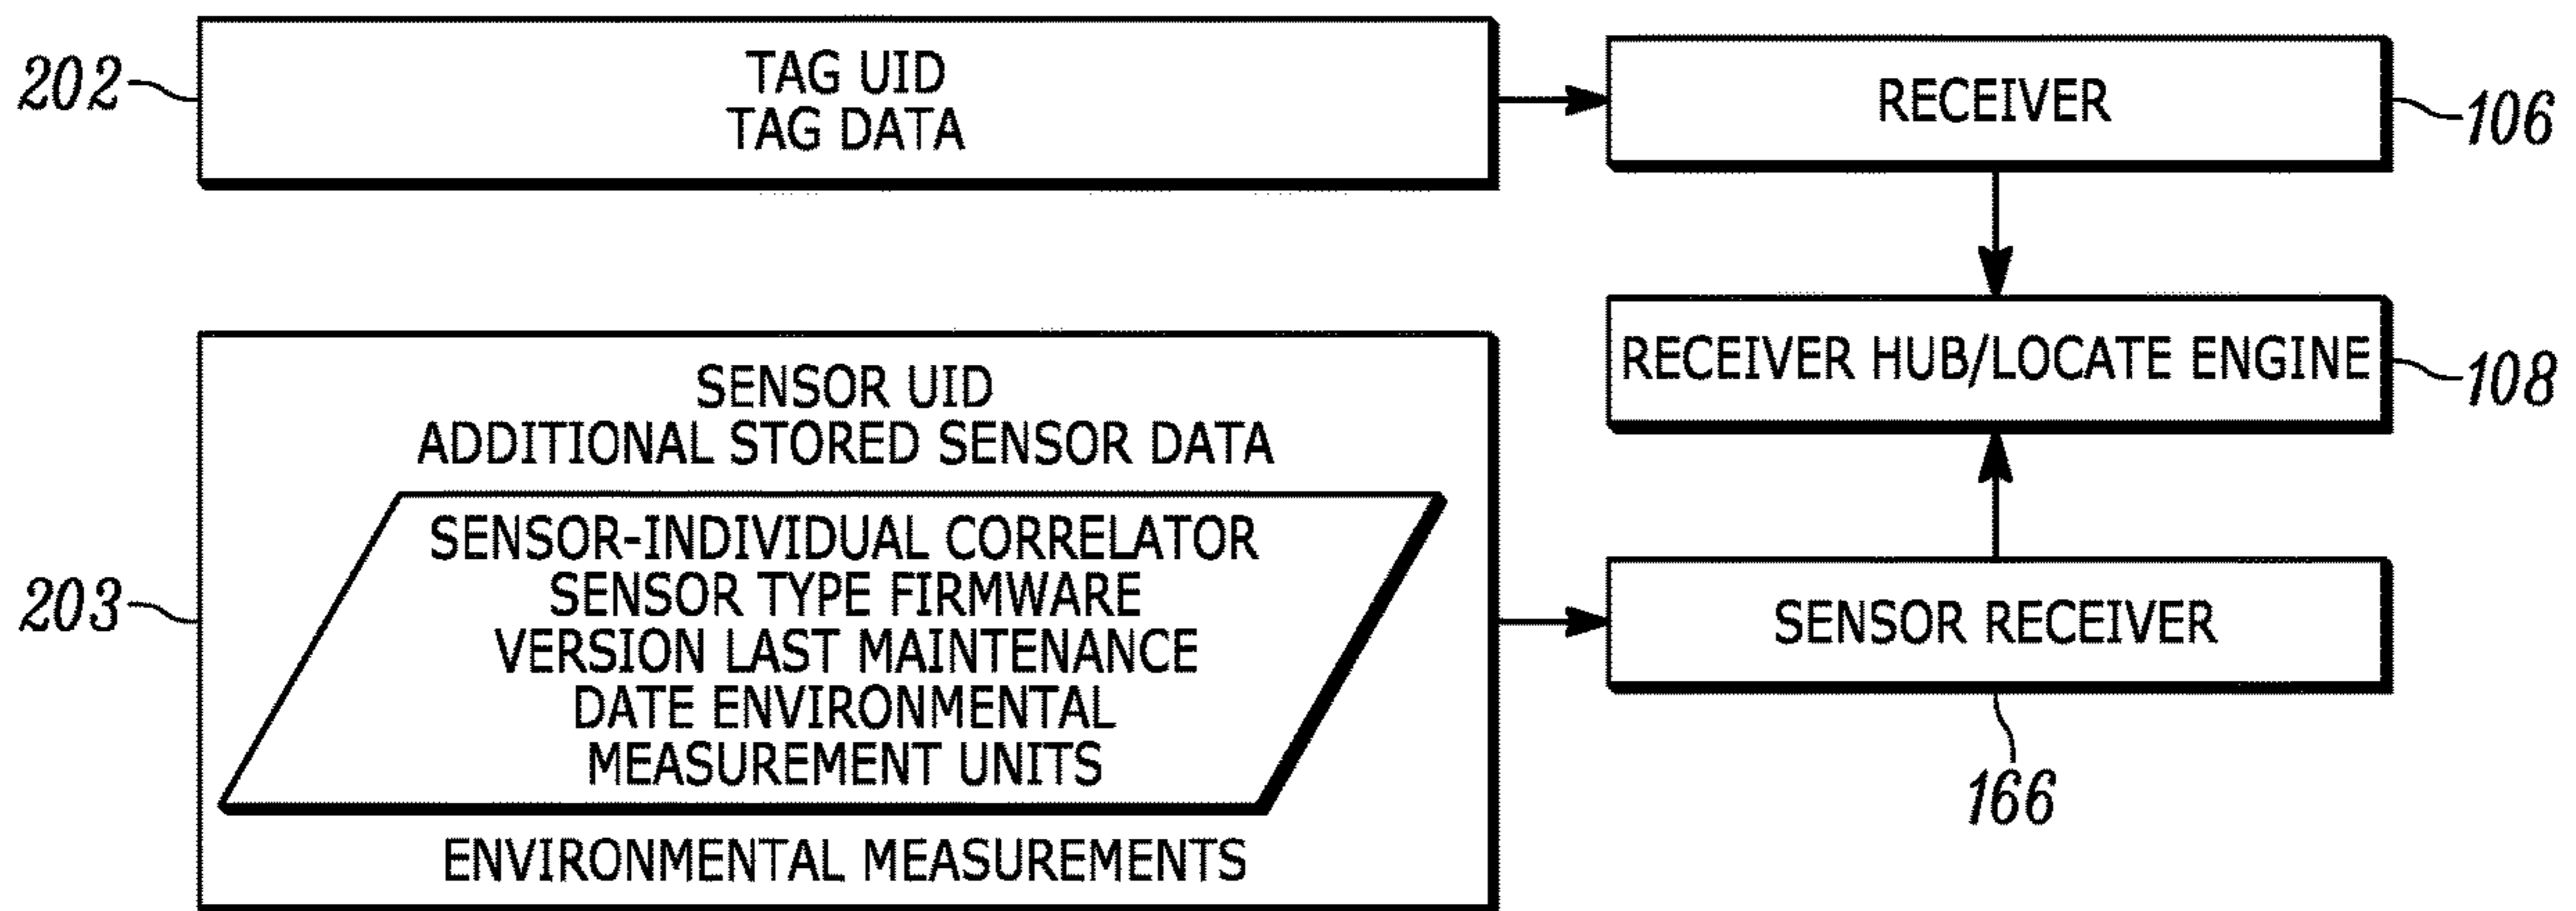 202
TAG UID
TAG DATA
RECEIVER
106
RECEIVER HUB/LOCATE ENGINE
108
203
SENSOR UID
ADDITIONAL STORED SENSOR DATA
SENSOR-INDIVIDUAL CORRELATOR
SENSOR TYPE FIRMWARE
VERSION LAST MAINTENANCE
DATE ENVIRONMENTAL
MEASUREMENT UNITS
ENVIRONMENTAL MEASUREMENTS
SENSOR RECEIVER
166